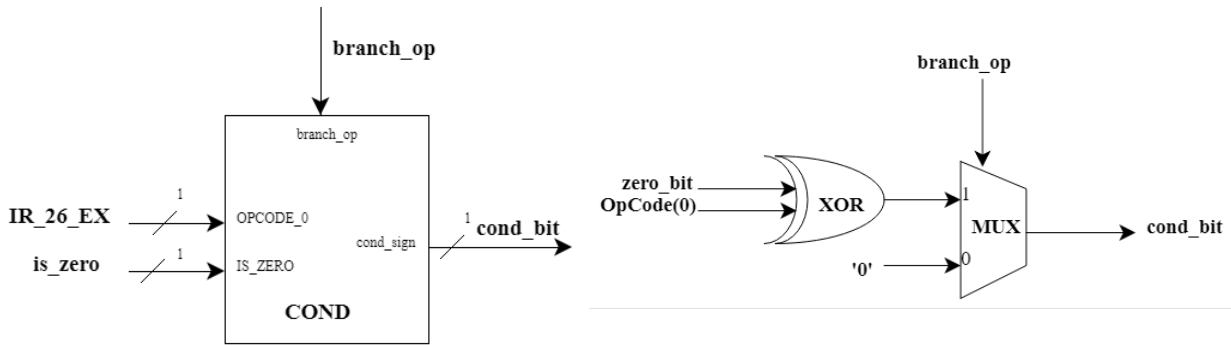 branch_op
branch_op
1
IR_26_EX
OPCODE_0
1
cond_bit
cond_sign
1
is_zero
IS_ZERO
COND
branch_op
zero_bit
OpCode(0)
XOR
1
MUX
cond_bit
'0'
0